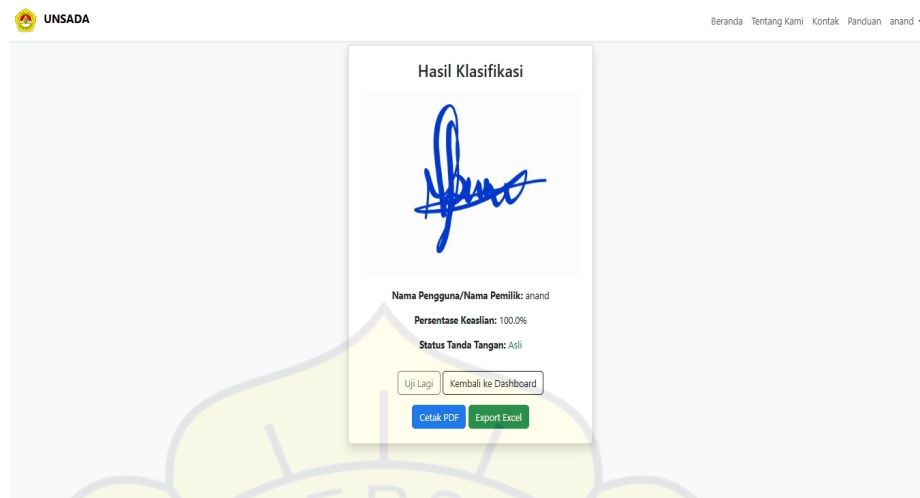 UNSADA
Beranda Tentang Kami Kontak Panduan anand
Hasil Klasifikasi
Nama Pengguna/Nama Pemilik: anand
Persentase Keaslian: 100.0%
Status Tanda Tangan: Asli
Uji Lagi Kembali ke Dashboard
Cetak PDF Export Excel